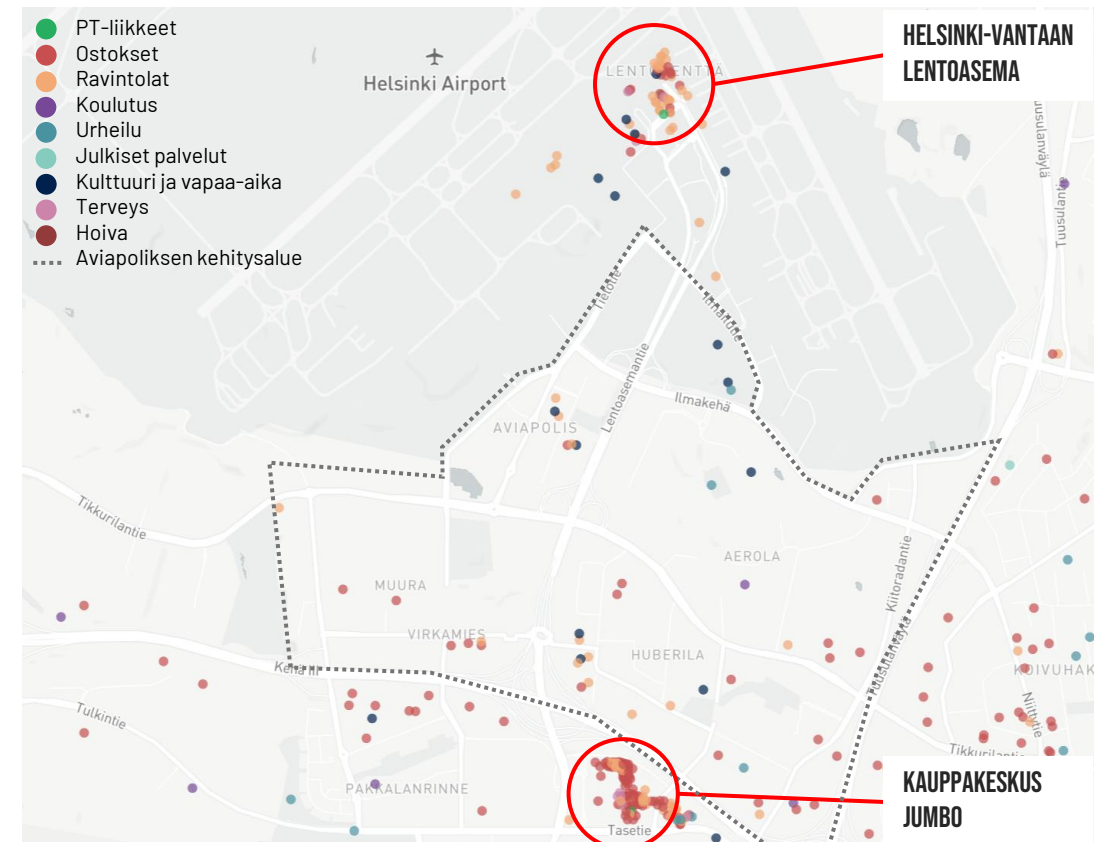 PT-liikkeet
Ostokset
Ravintolat
Koulutus
Urheilu
Julkiset palvelut
Kulttuuri ja vapaa-aika
Terveys
Hoiva
Aviapoliksen kehitysalue
Helsinki Airport
HELSINKI-VANTAAN
LENTOASEMA
Tuusulantie
Tietotie
Lentoasemantie
Ilmakehä
AVIAPOLIS
Tikkurilantie
AEROLA
Kiitoradantie
MUURA
VIRKAMIES
HUBERILA
Tuusulanväylä
Kehä III
Tulkintie
Niittytie
PAKKALANRINNE
Tasetie
KAUPPAKESKUS
JUMBO